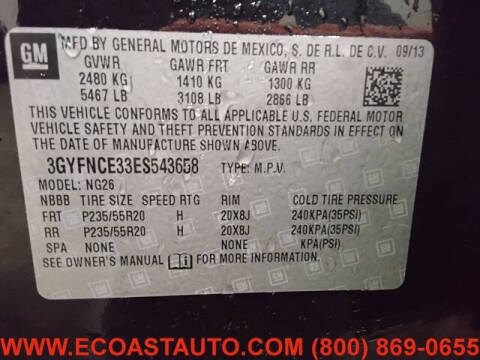 GM
MFD BY GENERAL MOTORS DE MEXICO, S. DE R.L. DE C.V. 09/13
GVWR GAWR FRT GAWR RR
2480 KG 1410 KG 1300 KG
5467 LB 3108 LB 2866 LB
THIS VEHICLE CONFORMS TO ALL APPLICABLE U.S. FEDERAL MOTOR
VEHICLE SAFETY AND THEFT PREVENTION STANDARDS IN EFFECT ON
THE DATE OF MANUFACTURE SHOWN ABOVE.
3GYFNCE33ES543658 TYPE: M.P.V.
MODEL: NG26
NBBB TIRE SIZE SPEED RTG RIM COLD TIRE PRESSURE
FRT P235/55R20 H 20X8J 240KPA(35PSI)
RR P235/55R20 H 20X8J 240KPA(35PSI)
SPA NONE NONE KPA(PSI)
SEE OWNER'S MANUAL FOR MORE INFORMATION.
WWW.ECOASTAUTO.COM (800) 869-0655